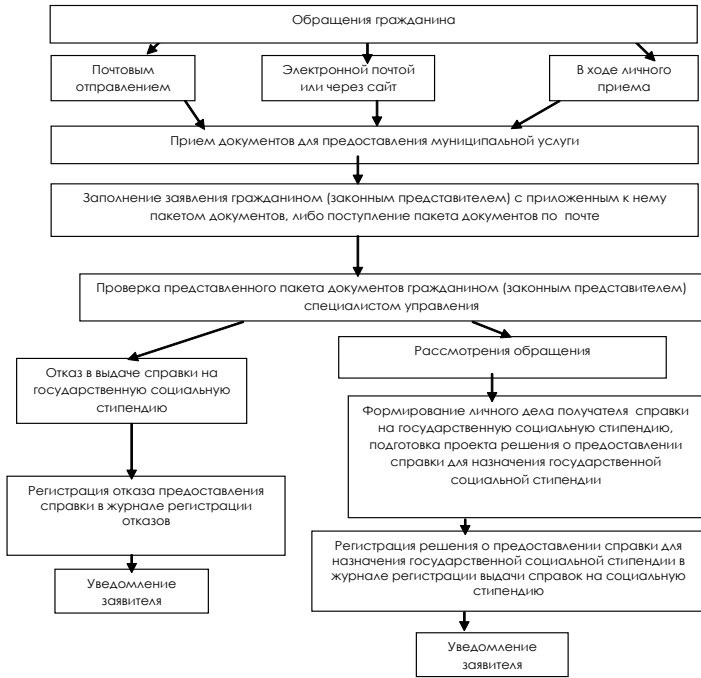 Обращения гражданина
Почтовым
отправлением
Электронной почтой
или через сайт
В ходе личного
приема
Прием документов для предоставления муниципальной услуги
Заполнение заявления гражданином (законным представителем) с приложенным к нему
пакетом документов, либо поступление пакета документов по почте
Проверка представленного пакета документов гражданином (законным представителем)
специалистом управления
Отказ в выдаче справки на
государственную социальную
стипендию
Регистрация отказа предоставления
справки в журнале регистрации
отказов
Уведомление
заявителя
Рассмотрения обращения
Формирование личного дела получателя справки
на государственную социальную стипендию,
подготовка проекта решения о предоставлении
справки для назначения государственной
социальной стипендии
Регистрация решения о предоставлении справки для
назначения государственной социальной стипендии в
журнале регистрации выдачи справок на социальную
стипендию
Уведомление
заявителя